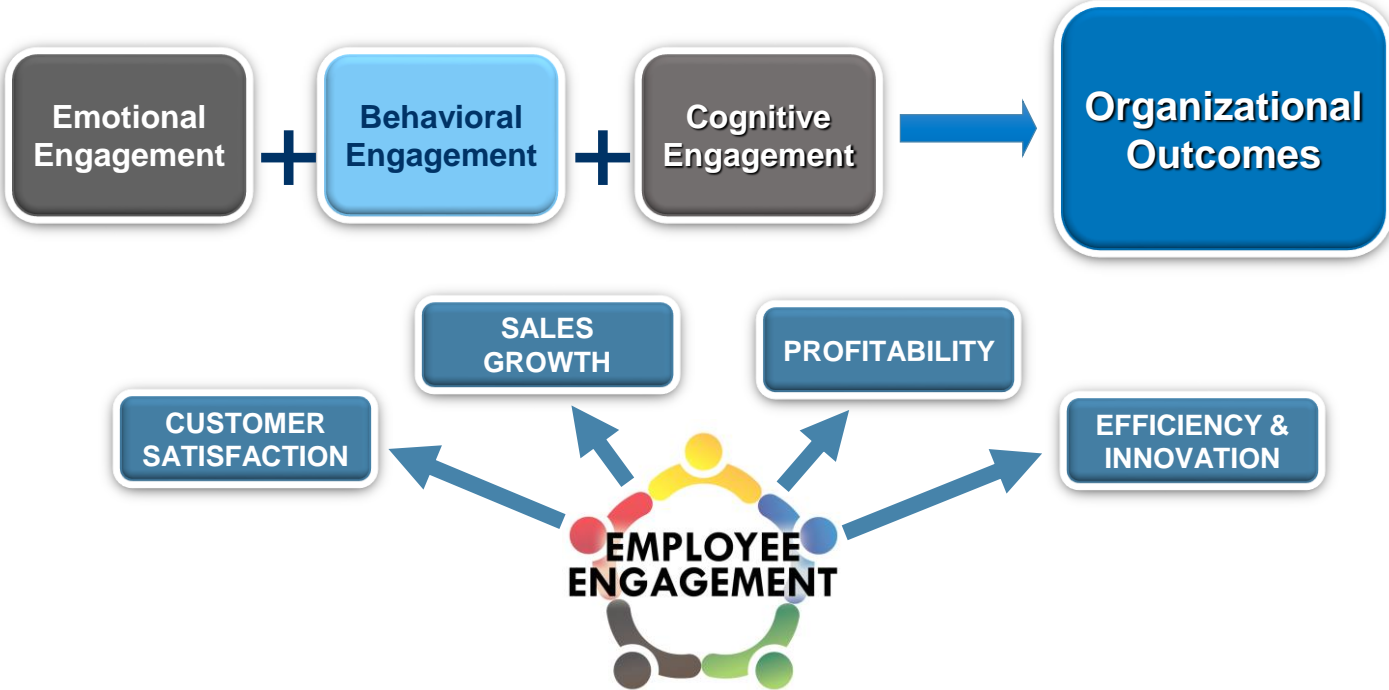 Emotional
Engagement
+
Behavioral
Engagement
+
Cognitive
Engagement
Organizational
Outcomes
SALES
GROWTH
PROFITABILITY
CUSTOMER
SATISFACTION
EFFICIENCY &
INNOVATION
EMPLOYEE
ENGAGEMENT